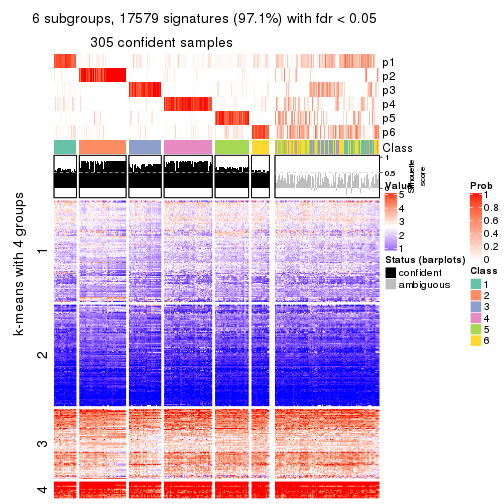 6 subgroups, 17579 signatures (97.1%) with fdr < 0.05
305 confident samples
p1
p2
p3
p4
p5
p6
Class
1
0.5
0
Silhouette
score
k-means with 4 groups
1
2
3
4
Value
5
4
3
2
1
Status (barplots)
confident
ambiguous
Prob
1
0.8
0.6
0.4
0.2
0
Class
1
2
3
4
5
6